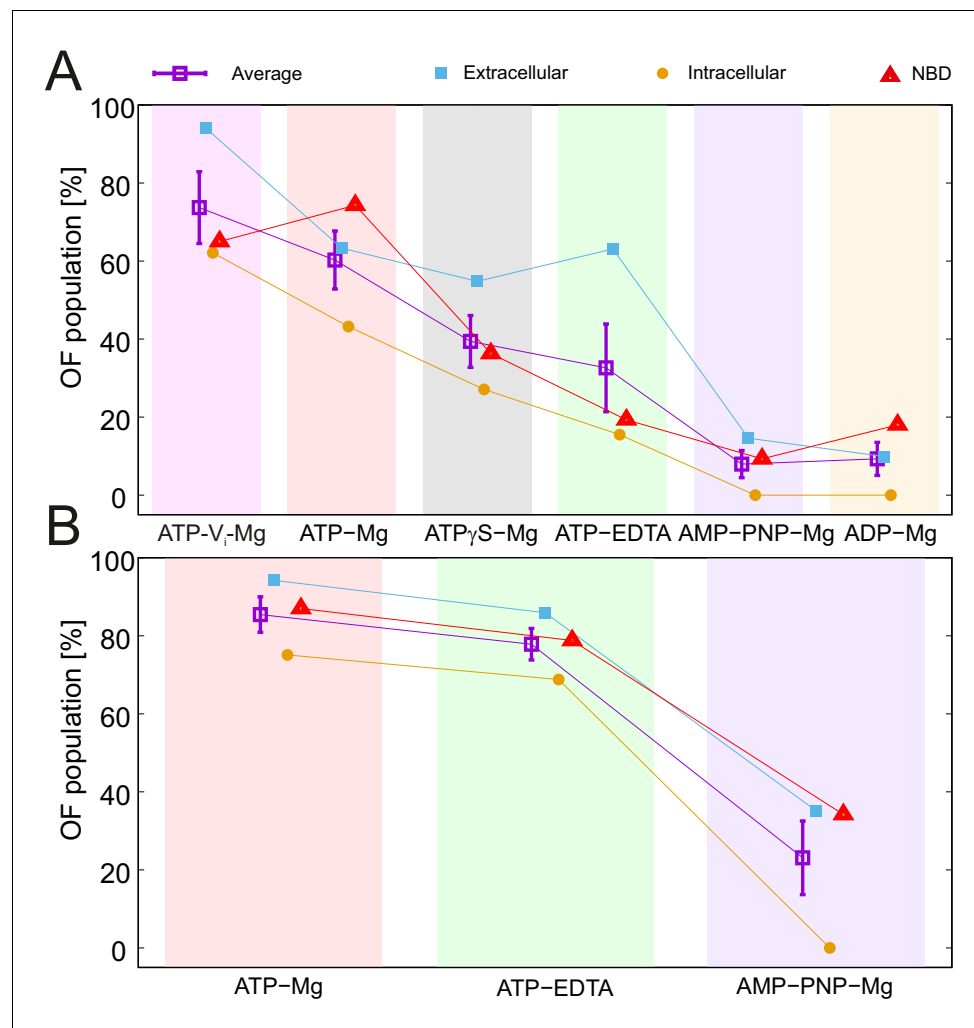 A
Average Extracellular Intracellular NBD
OF population [%]
100
80
60
40
20
0
ATP-Vi-Mg ATP−Mg ATPγS−Mg ATP−EDTA AMP−PNP−Mg ADP−Mg
B
OF population [%]
100
80
60
40
20
0
ATP−Mg ATP−EDTA AMP−PNP−Mg